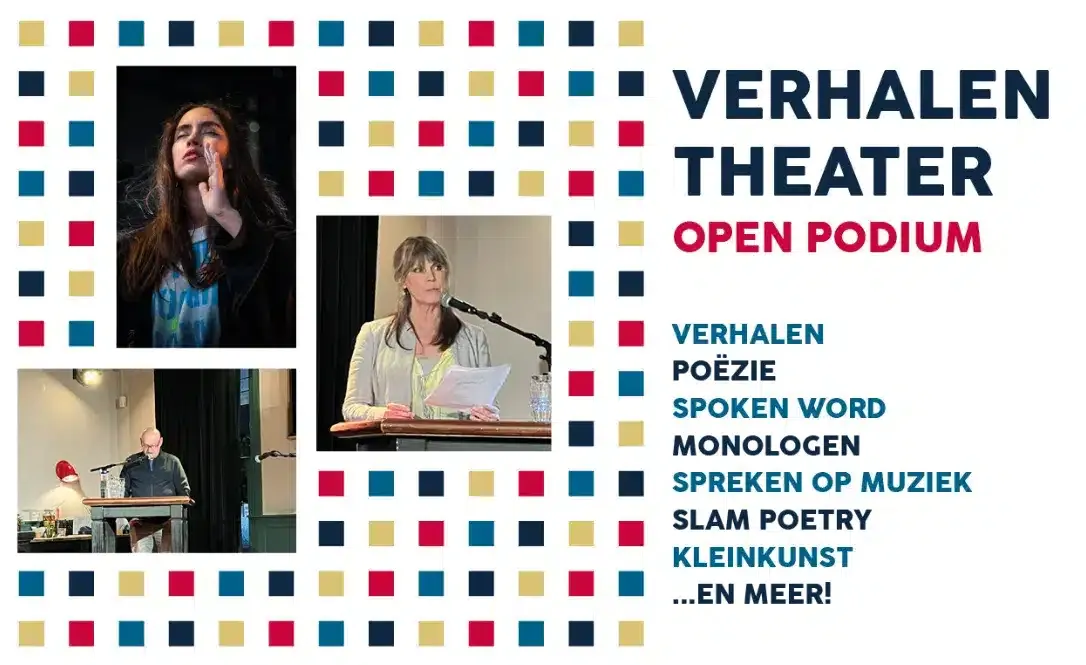 VERHALEN
THEATER
OPEN PODIUM
VERHALEN
POËZIE
SPOKEN WORD
MONOLOGEN
SPREKEN OP MUZIEK
SLAM POETRY
KLEINKUNST
...EN MEER!